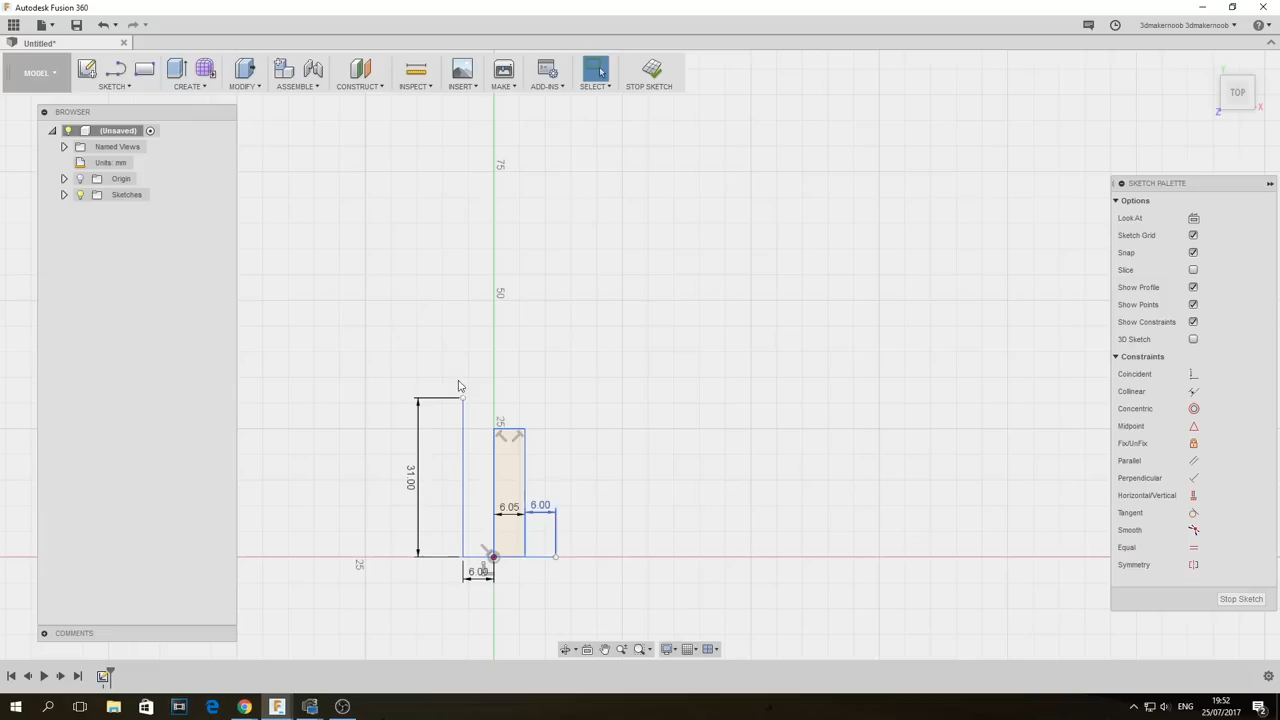 Autodesk Fusion 360
3dmakernoob 3dmakernoob
Untitled*
MODEL
SKETCH
CREATE
MODIFY
ASSEMBLE
CONSTRUCT
INSPECT
INSERT
MAKE
ADD-INS
SELECT
STOP SKETCH
BROWSER
(Unsaved)
Named Views
Units: mm
Origin
Sketches
TOP
Y
X
Z
SKETCH PALETTE
Options
Look At
Sketch Grid
Snap
Slice
Show Profile
Show Points
Show Constraints
3D Sketch
Constraints
Coincident
Collinear
Concentric
Midpoint
Fix/UnFix
Parallel
Perpendicular
Horizontal/Vertical
Tangent
Smooth
Equal
Symmetry
Stop Sketch
75
50
25
31.00
6.05
6.00
25
6.00
COMMENTS
ENG
19:52
25/07/2017
2